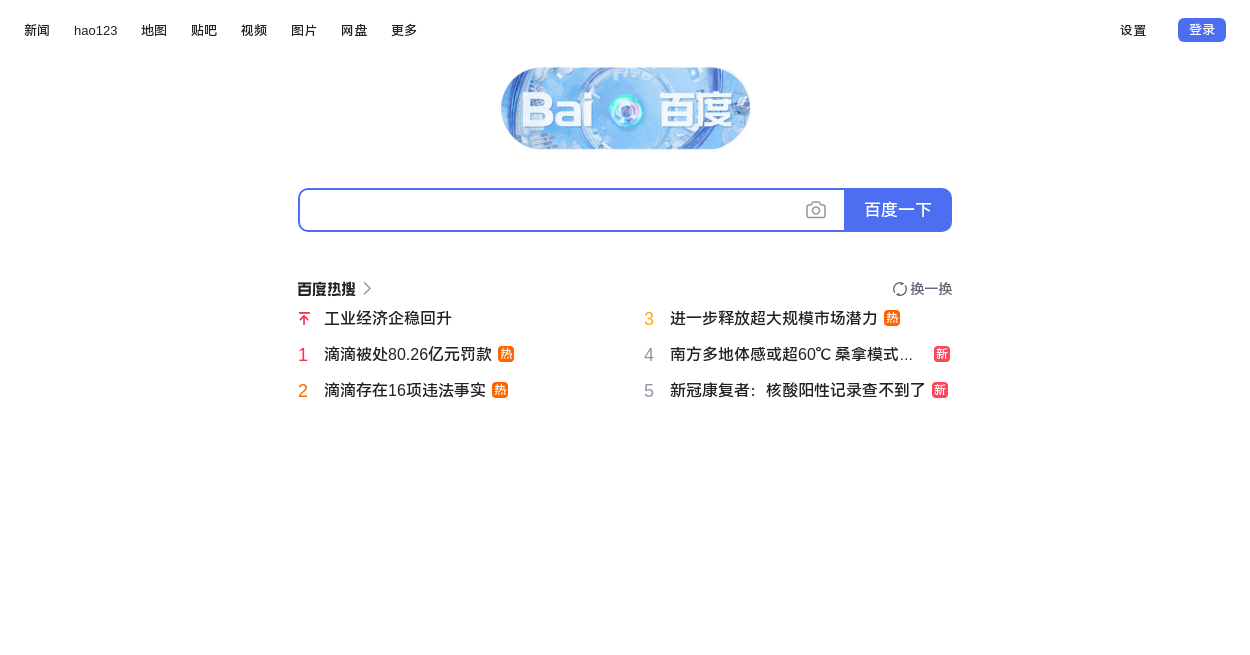 新闻 hao123 地图 贴吧 视频 图片 网盘 更多 设置 登录
Bai 百度
百度一下
百度热搜 换一换
工业经济企稳回升
1 滴滴被处80.26亿元罚款 热
2 滴滴存在16项违法事实 热
3 进一步释放超大规模市场潜力 热
4 南方多地体感或超60℃ 桑拿模式... 新
5 新冠康复者：核酸阳性记录查不到了 新